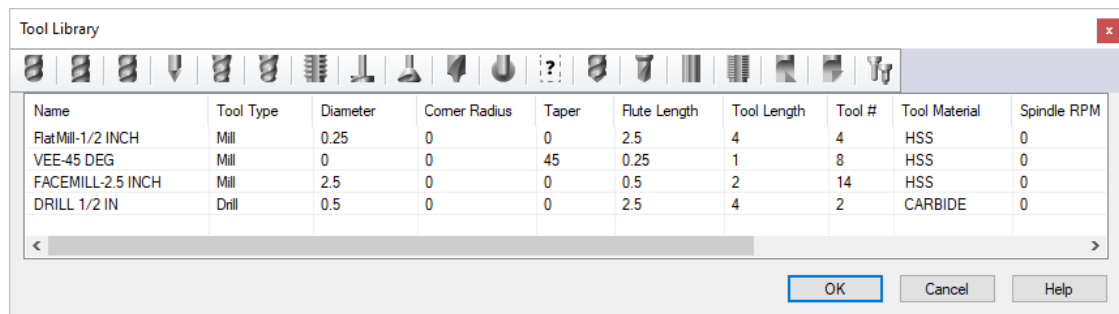 Tool Library
x
?
Name Tool Type Diameter Corner Radius Taper Flute Length Tool Length Tool # Tool Material Spindle RPM
FlatMill-1/2 INCH Mill 0.25 0 0 2.5 4 4 HSS 0
VEE-45 DEG Mill 0 0 45 0.25 1 8 HSS 0
FACEMILL-2.5 INCH Mill 2.5 0 0 0.5 2 14 HSS 0
DRILL 1/2 IN Drill 0.5 0 0 2.5 4 2 CARBIDE 0
OK Cancel Help